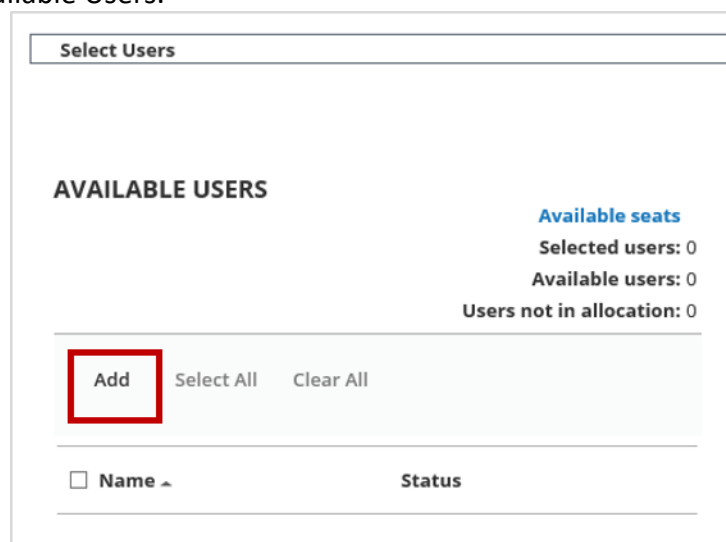 Users.
Select Users
AVAILABLE USERS
Available seats
Selected users: 0
Available users: 0
Users not in allocation: 0
Add Select All Clear All
Name Status